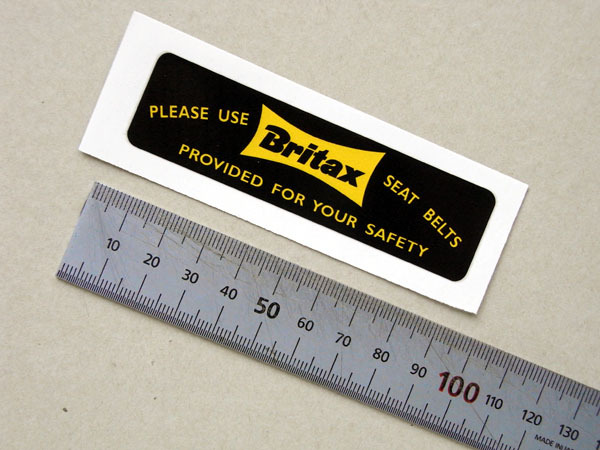 PLEASE USE Britax SEAT BELTS
PROVIDED FOR YOUR SAFETY
10 20 30 40 50 60 70 80 90 100 110 120 130
MADE IN